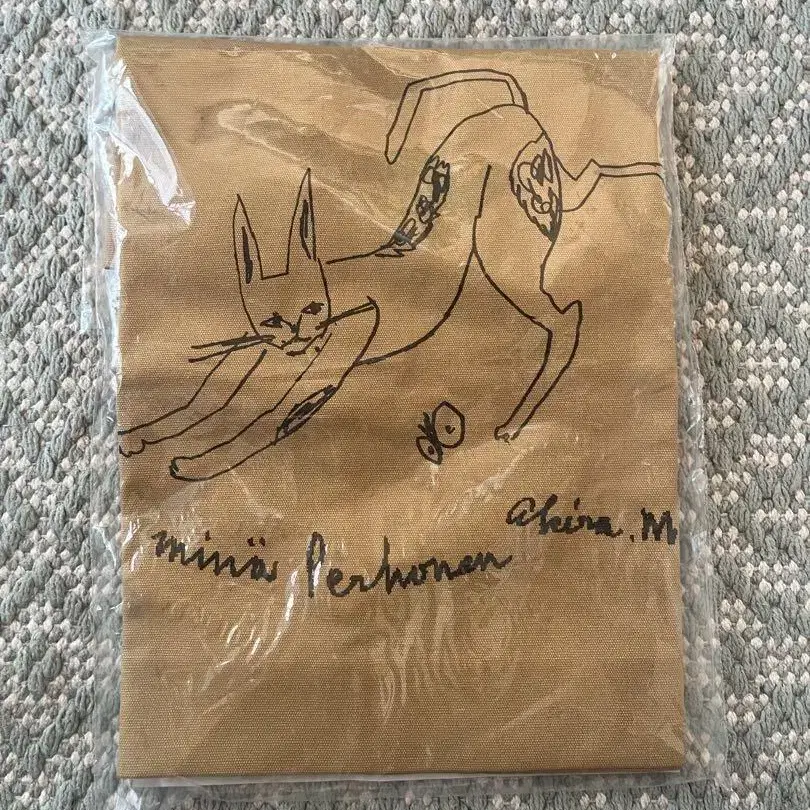 minä Perhonen
Akira. M